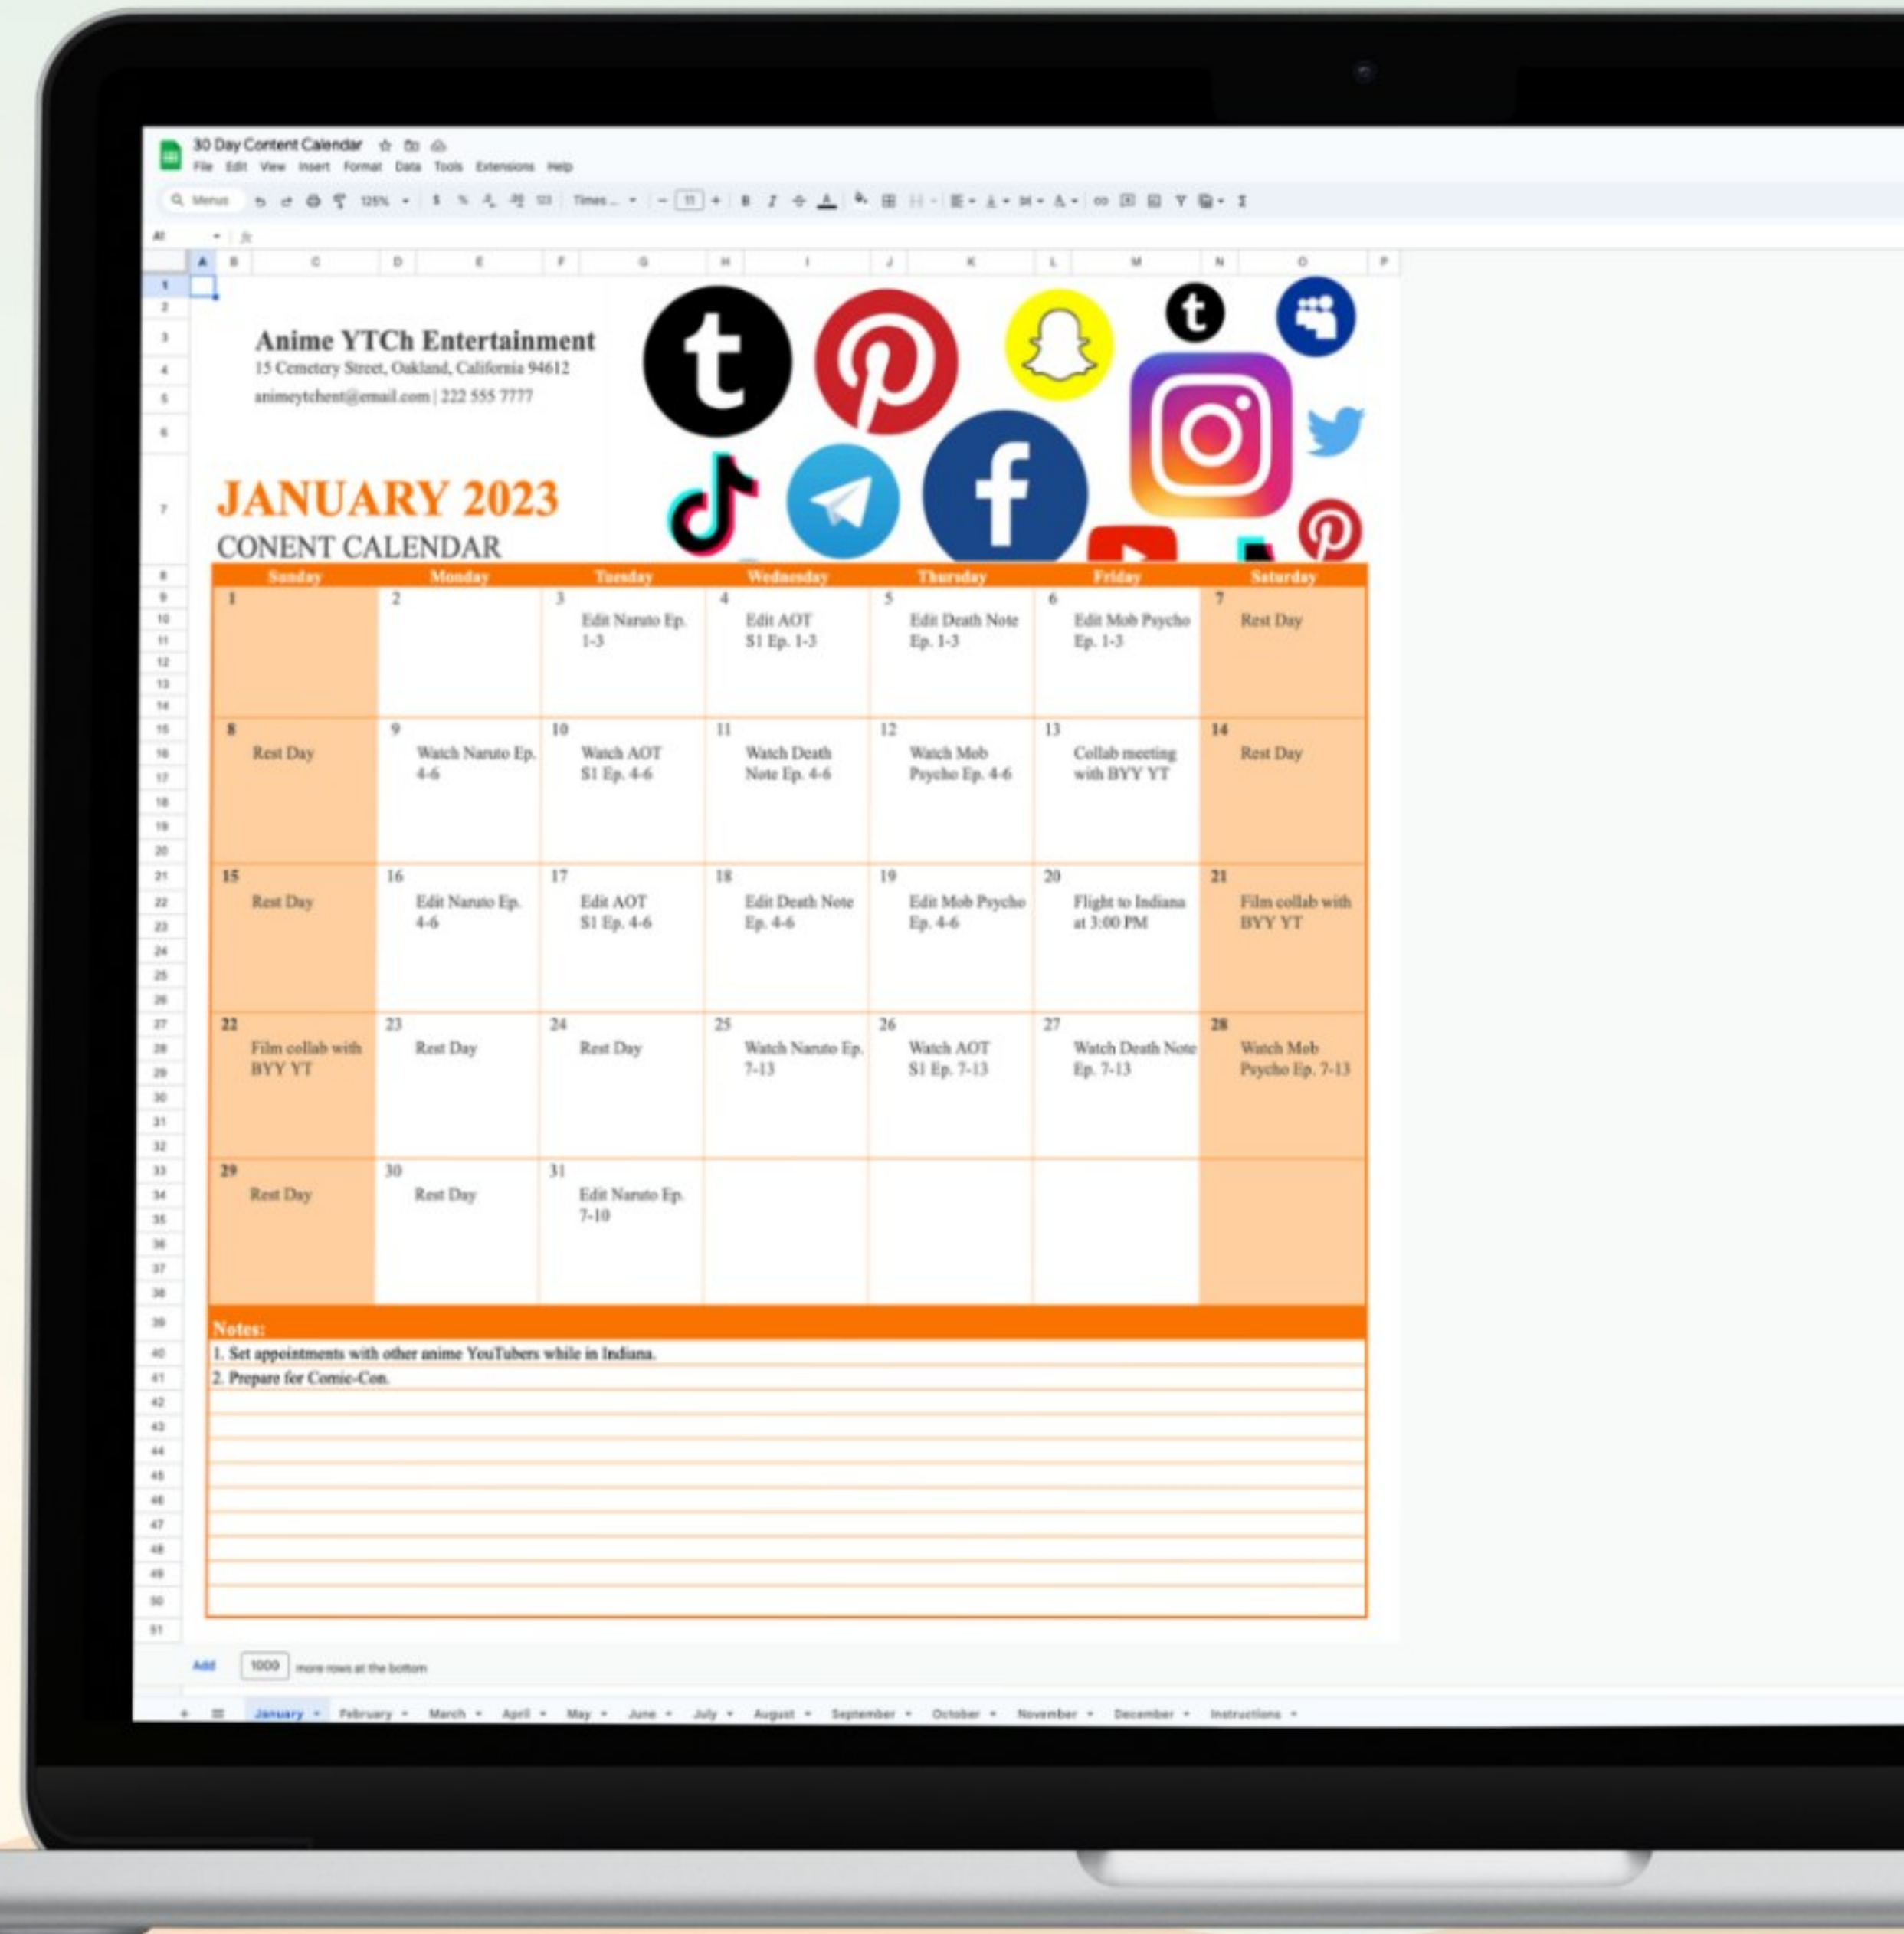 30 Day Content Calendar
File Edit View Insert Format Data Tools Extensions Help
Menus 125% $ % 123 Times ... 11 B I A
A1 fx
A B C D E F G H I J K L M N O P
Anime YTCh Entertainment
15 Cemetery Street, Oakland, California 94612
animeytchent@email.com | 222 555 7777
JANUARY 2023
CONENT CALENDAR
Sunday Monday Tuesday Wednesday Thursday Friday Saturday
1 2 3 4 5 6 7
Edit Naruto Ep. Edit AOT Edit Death Note Edit Mob Psycho Rest Day
1-3 S1 Ep. 1-3 Ep. 1-3 Ep. 1-3
8 9 10 11 12 13 14
Rest Day Watch Naruto Ep. Watch AOT Watch Death Watch Mob Collab meeting Rest Day
4-6 S1 Ep. 4-6 Note Ep. 4-6 Psycho Ep. 4-6 with BYY YT
15 16 17 18 19 20 21
Rest Day Edit Naruto Ep. Edit AOT Edit Death Note Edit Mob Psycho Flight to Indiana Film collab with
4-6 S1 Ep. 4-6 Ep. 4-6 Ep. 4-6 at 3:00 PM BYY YT
22 23 24 25 26 27 28
Film collab with Rest Day Rest Day Watch Naruto Ep. Watch AOT Watch Death Note Watch Mob
BYY YT 7-13 S1 Ep. 7-13 Ep. 7-13 Psycho Ep. 7-13
29 30 31
Rest Day Rest Day Edit Naruto Ep.
7-10
Notes:
1. Set appointments with other anime YouTubers while in Indiana.
2. Prepare for Comic-Con.
Add 1000 more rows at the bottom
January February March April May June July August September October November December Instructions